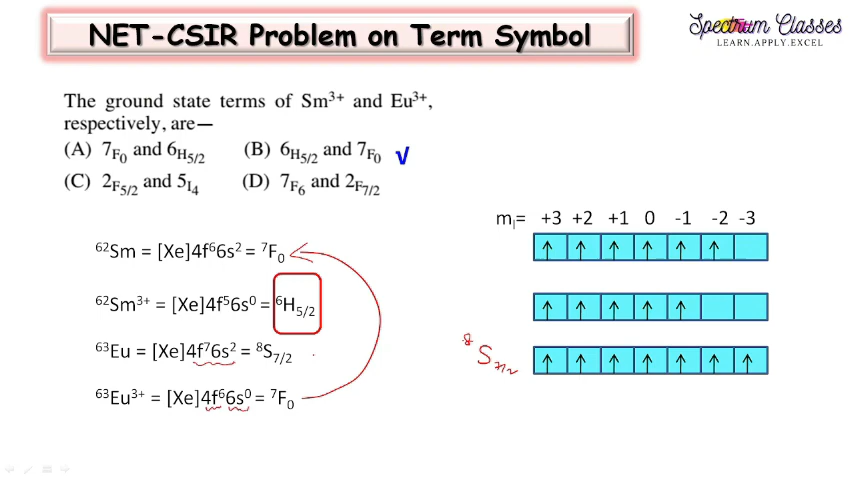 NET-CSIR Problem on Term Symbol
Spectrum Classes
LEARN.APPLY.EXCEL
The ground state terms of Sm³⁺ and Eu³⁺,
respectively, are—
(A) 7F₀ and 6H₅/₂ (B) 6H₅/₂ and 7F₀ √
(C) 2F₅/₂ and 5I₄ (D) 7F₆ and 2F₇/₂
mₗ= +3 +2 +1 0 -1 -2 -3
⁶²Sm = [Xe]4f⁶6s² = ⁷F₀
⁶²Sm³⁺ = [Xe]4f⁵6s⁰ = ⁶H₅/₂
⁶³Eu = [Xe]4f⁷6s² = ⁸S₇/₂
⁸S₇/₂
⁶³Eu³⁺ = [Xe]4f⁶6s⁰ = ⁷F₀